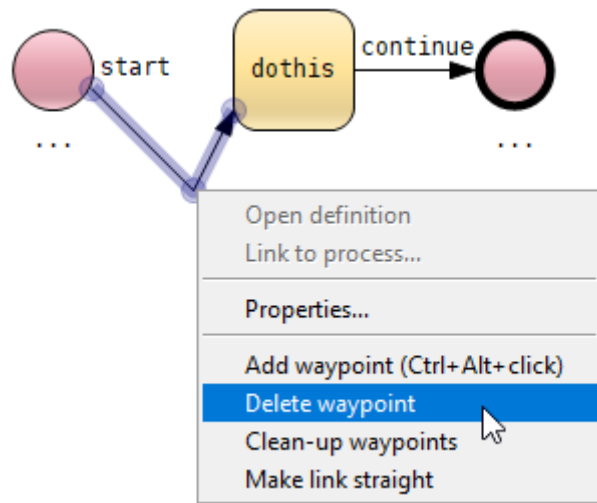 start
dothis
continue
...
...
Open definition
Link to process...
Properties...
Add waypoint (Ctrl+Alt+click)
Delete waypoint
Clean-up waypoints
Make link straight